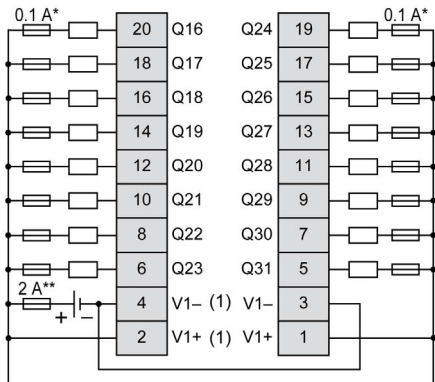 0.1 A* 20 Q16 Q24 19 0.1 A*
18 Q17 Q25 17
16 Q18 Q26 15
14 Q19 Q27 13
12 Q20 Q28 11
10 Q21 Q29 9
8 Q22 Q30 7
6 Q23 Q31 5
2 A** + − 4 V1− (1) V1− 3
2 V1+ (1) V1+ 1